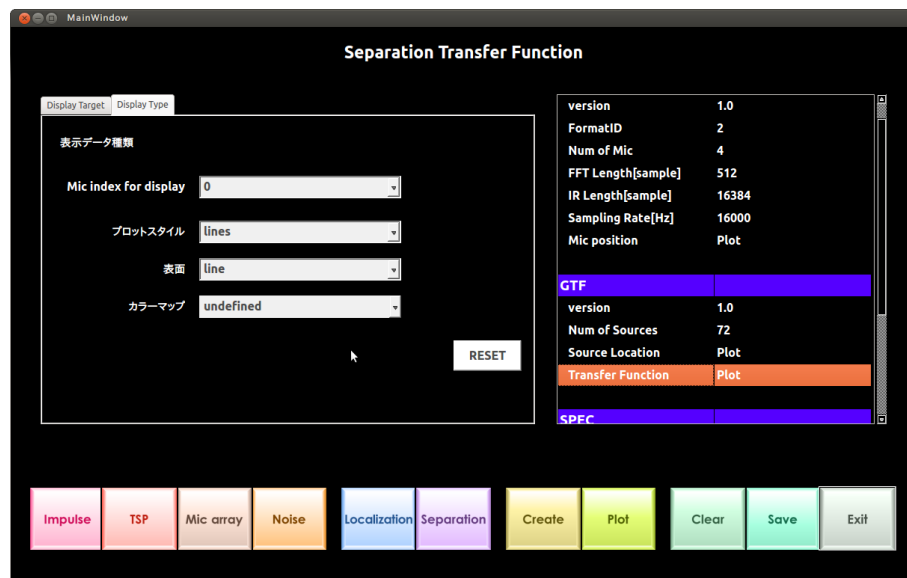 MainWindow
Separation Transfer Function
Display Target Display Type
表示データ種類
Mic index for display 0
プロットスタイル lines
表面 line
カラーマップ undefined
RESET
version 1.0
FormatID 2
Num of Mic 4
FFT Length[sample] 512
IR Length[sample] 16384
Sampling Rate[Hz] 16000
Mic position Plot
GTF
version 1.0
Num of Sources 72
Source Location Plot
Transfer Function Plot
SPEC
Impulse TSP Mic array Noise Localization Separation Create Plot Clear Save Exit